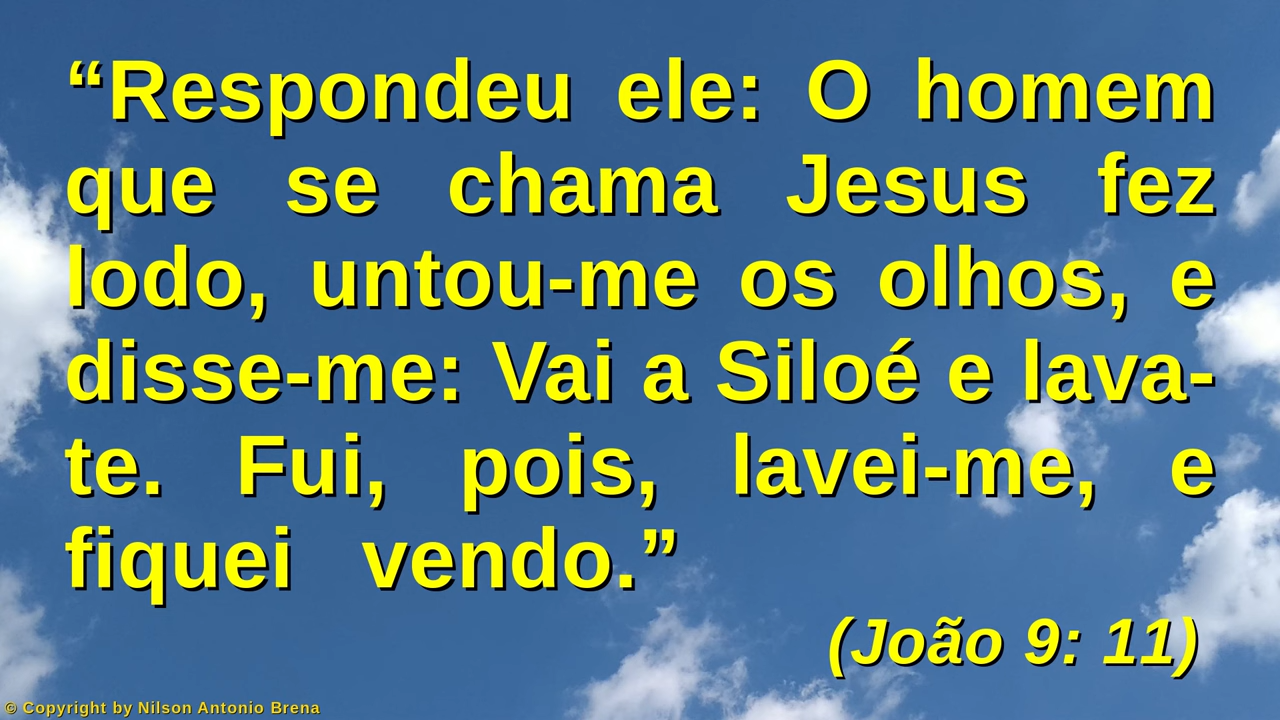 “Respondeu ele: O homem
que se chama Jesus fez
lodo, untou-me os olhos, e
disse-me: Vai a Siloé e lava-
te. Fui, pois, lavei-me, e
fiquei vendo.”
(João 9: 11)
© Copyright by Nilson Antonio Brena